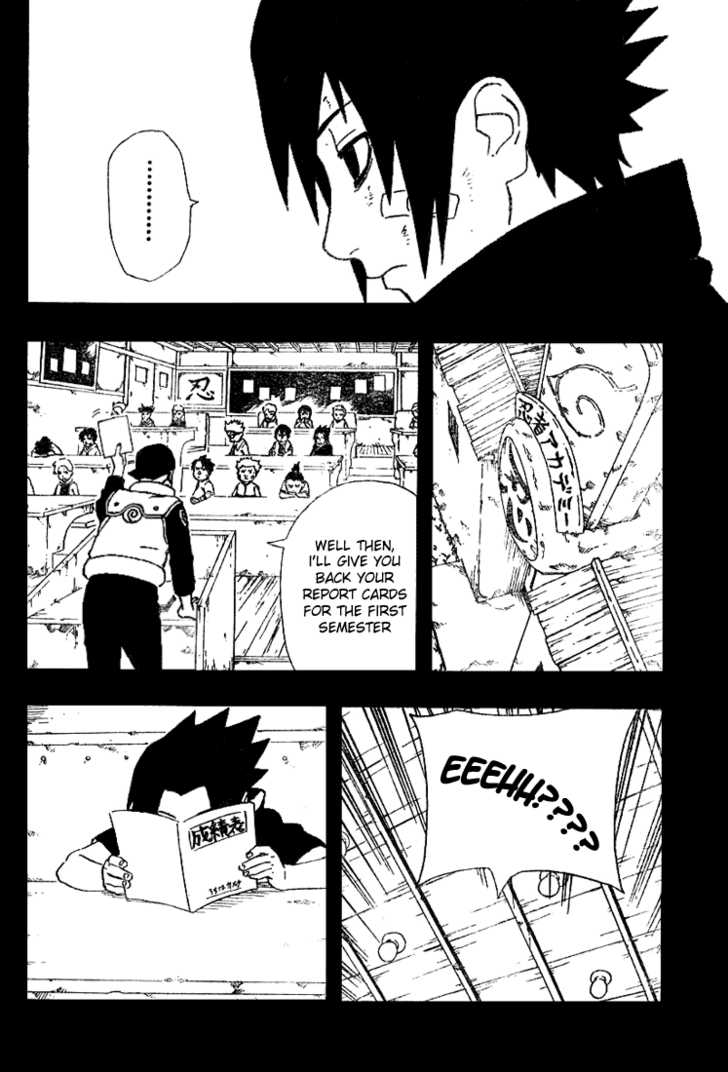 ..........
忍者アカデミー
忍
WELL THEN,
I'LL GIVE YOU
BACK YOUR
REPORT CARDS
FOR THE FIRST
SEMESTER
EEEHH????
成績表